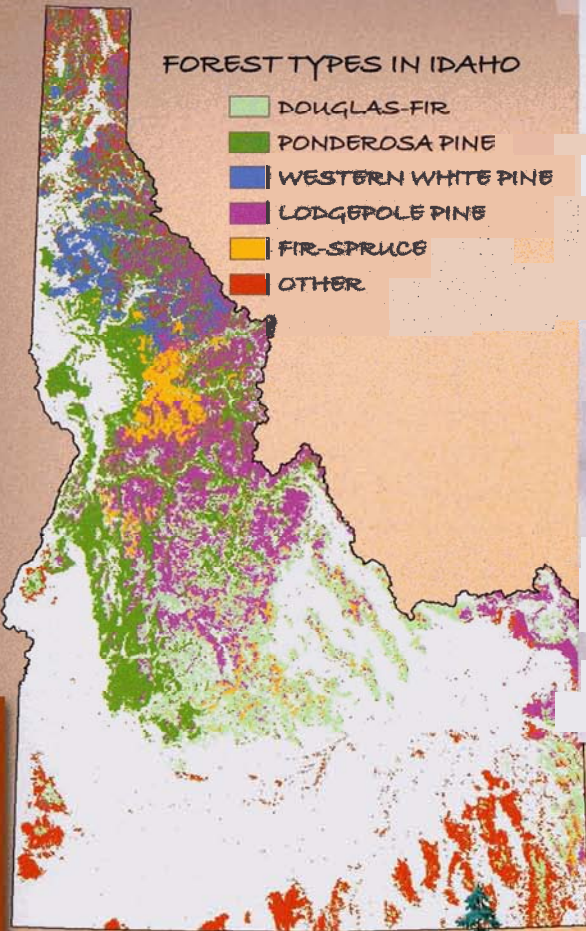 FOREST TYPES IN IDAHO
DOUGLAS-FIR
PONDEROSA PINE
WESTERN WHITE PINE
LODGEPOLE PINE
FIR-SPRUCE
OTHER